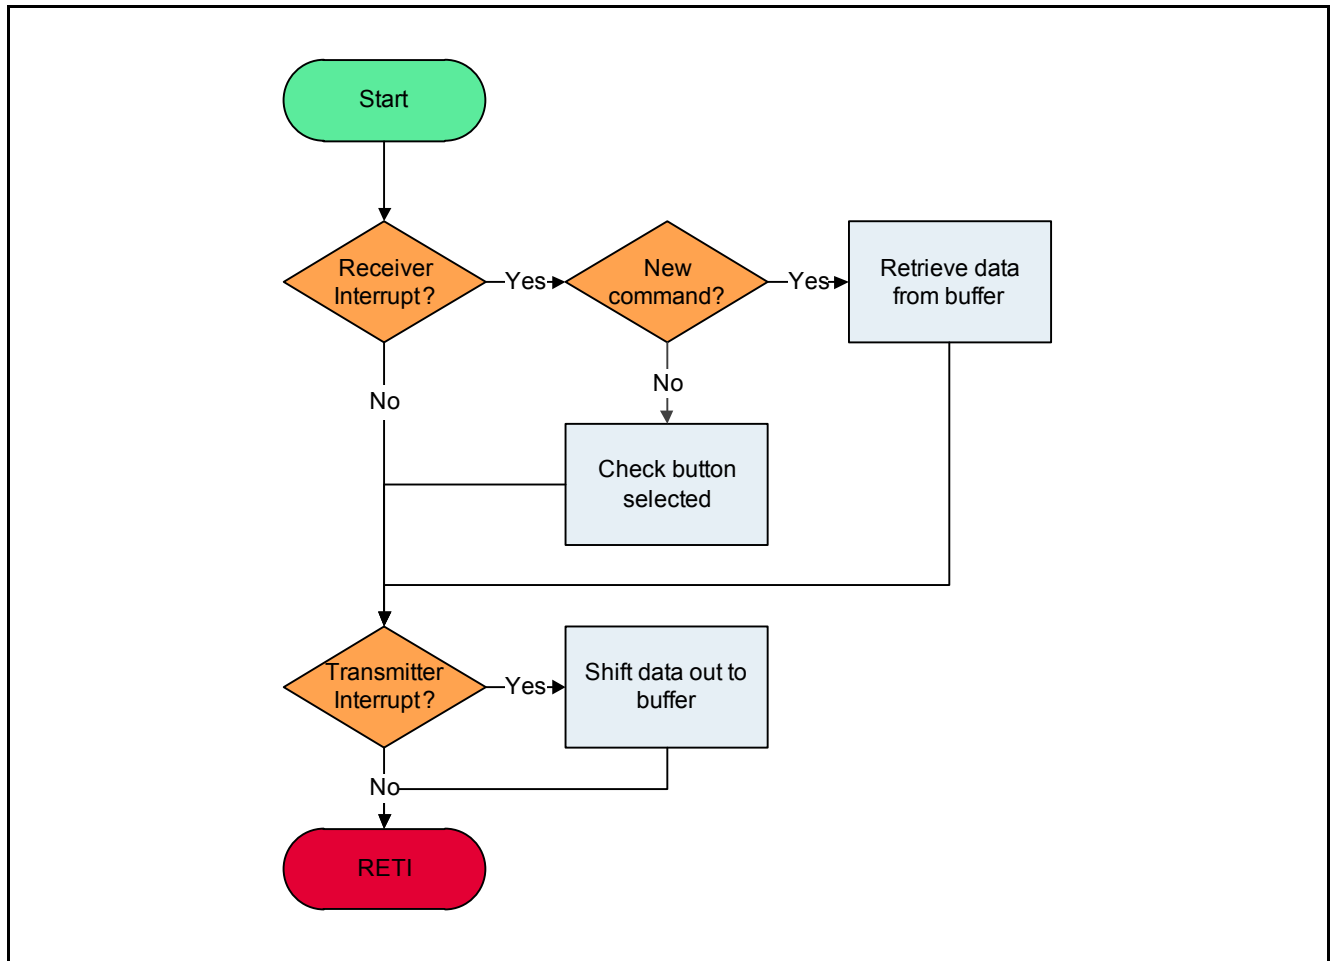 Start
Receiver
Interrupt?
Yes
New
command?
Yes
Retrieve data
from buffer
No
No
Check button
selected
Transmitter
Interrupt?
Yes
Shift data out to
buffer
No
RETI